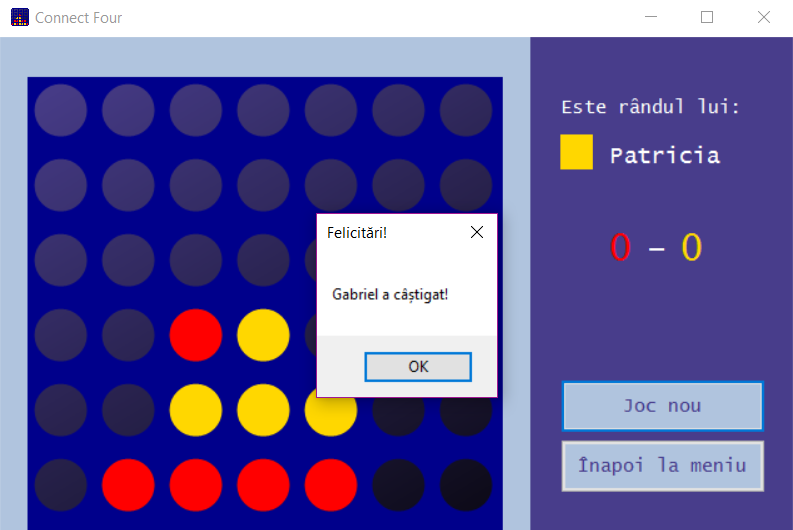 Connect Four
Este rândul lui:
Patricia
0 – 0
Felicitări!
Gabriel a câștigat!
OK
Joc nou
Înapoi la meniu